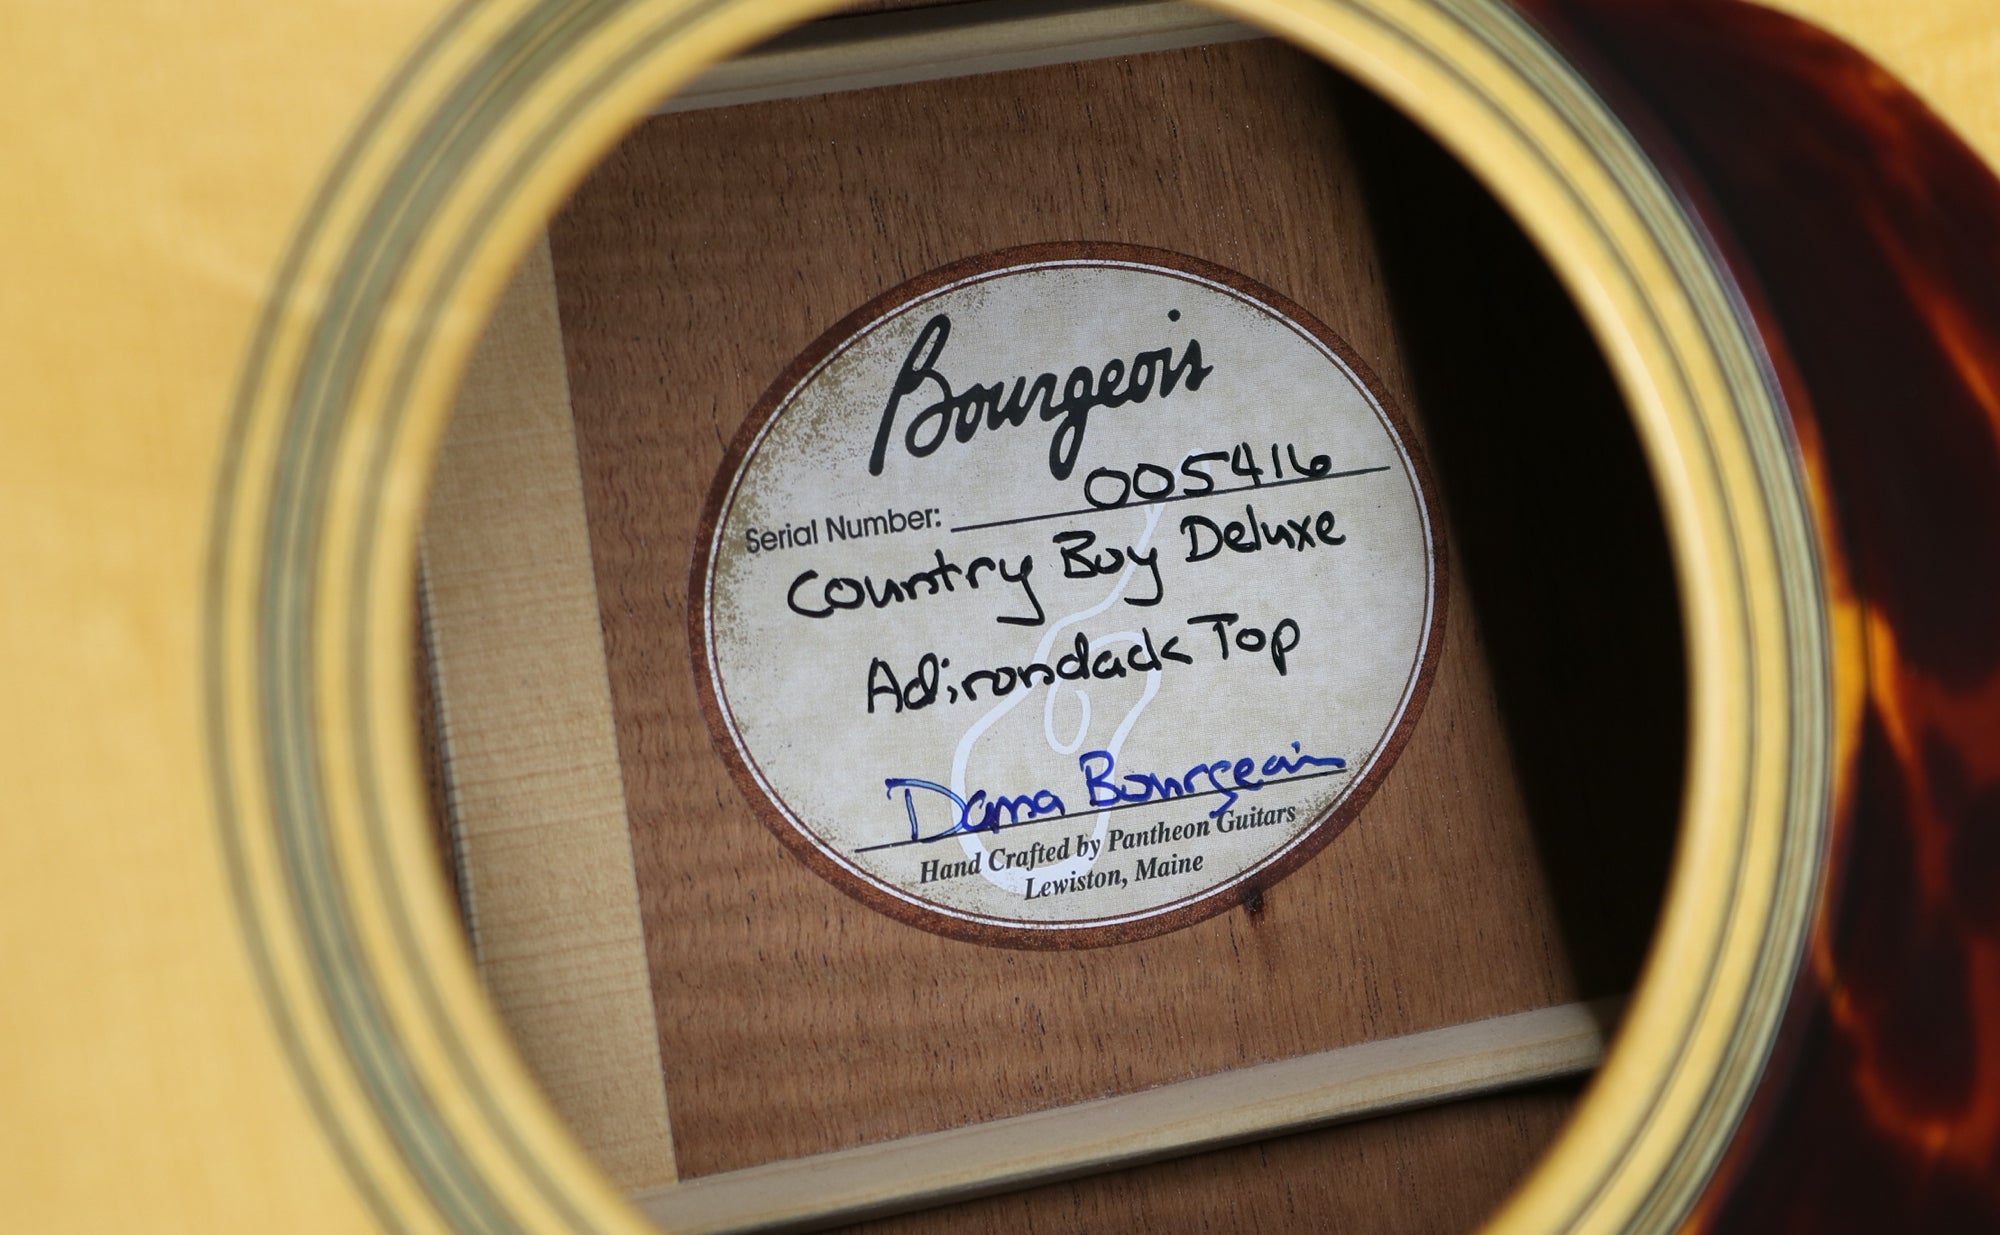 Bourgeois
Serial Number: 005416
Country Boy Deluxe
Adirondack Top
Dana Bourgeois
Hand Crafted by Pantheon Guitars
Lewiston, Maine